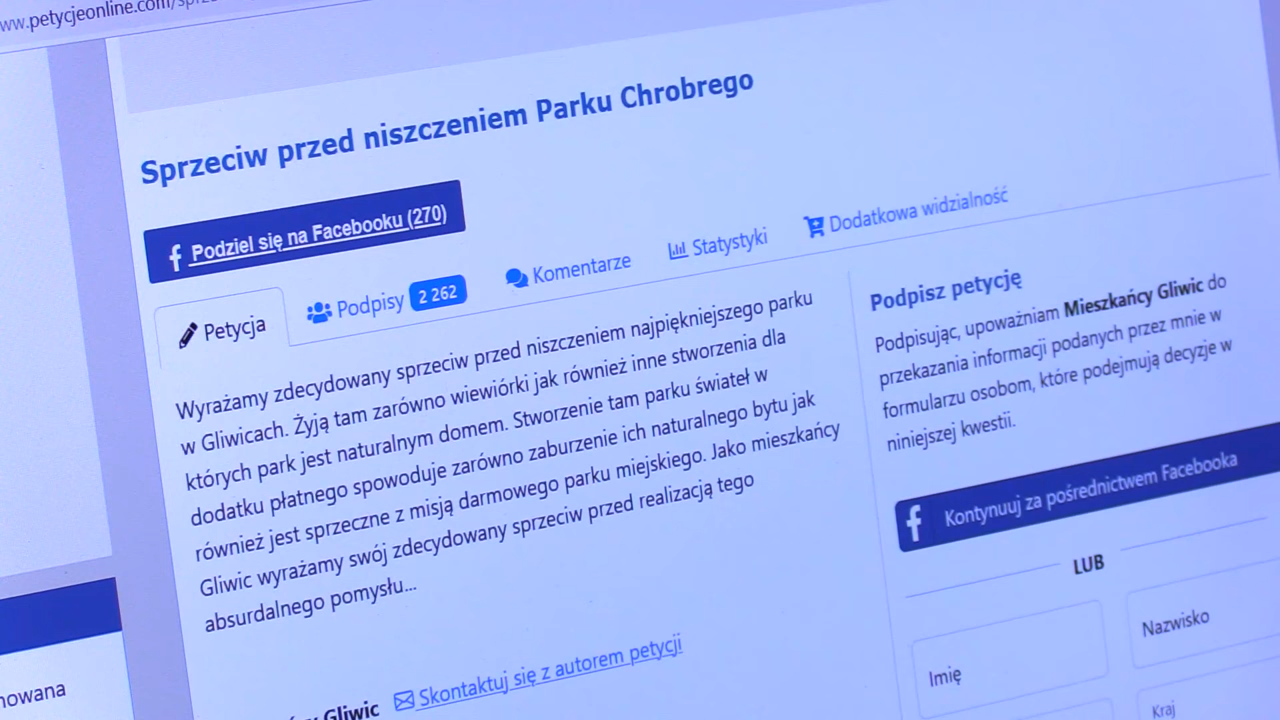 www.petycjeonline.com/sprz
Sprzeciw przed niszczeniem Parku Chrobrego
Podziel się na Facebooku (270)
Petycja
Podpisy 2 262
Komentarze
Statystyki
Dodatkowa widzialność
Wyrażamy zdecydowany sprzeciw przed niszczeniem najpiękniejszego parku
w Gliwicach. Żyją tam zarówno wiewiórki jak również inne stworzenia dla
których park jest naturalnym domem. Stworzenie tam parku świateł w
dodatku płatnego spowoduje zarówno zaburzenie ich naturalnego bytu jak
również jest sprzeczne z misją darmowego parku miejskiego. Jako mieszkańcy
Gliwic wyrażamy swój zdecydowany sprzeciw przed realizacją tego
absurdalnego pomysłu...
Gliwic
Skontaktuj się z autorem petycji
Podpisz petycję
Podpisując, upoważniam Mieszkańcy Gliwic do
przekazania informacji podanych przez mnie w
formularzu osobom, które podejmują decyzje w
niniejszej kwestii.
Kontynuuj za pośrednictwem Facebooka
LUB
Imię
Nazwisko
Kraj
nowana